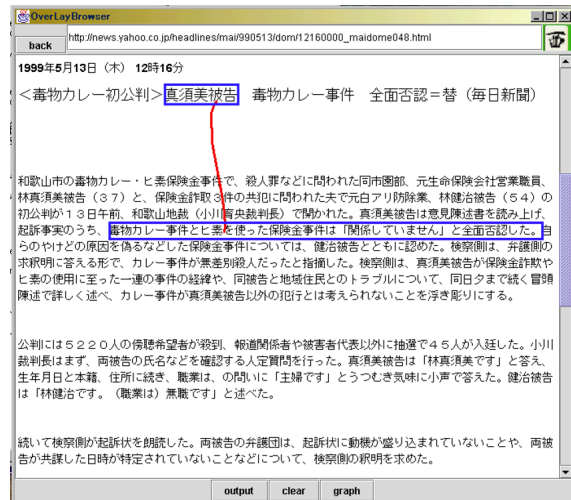 OverLayBrowser
back
http://news.yahoo.co.jp/headlines/mai/990513/dom/12160000_maidome048.html
1999年5月13日（木） 12時16分
＜毒物カレー初公判＞真須美被告　毒物カレー事件　全面否認＝替（毎日新聞）
和歌山市の毒物カレー・ヒ素保険金事件で、殺人罪などに問われた同市園部、元生命保険会社営業職員、
林真須美被告（３７）と、保険金詐取３件の共犯に問われた夫で元白アリ防除業、林健治被告（５４）の
初公判が１３日午前、和歌山地裁（小川育央裁判長）で開かれた。真須美被告は意見陳述書を読み上げ、
起訴事実のうち、毒物カレー事件とヒ素を使った保険金事件は「関係していません」と全面否認した。自
らのやけどの原因を偽るなどした保険金事件については、健治被告とともに認めた。検察側は、弁護側の
求釈明に答える形で、カレー事件が無差別殺人だったと指摘した。検察側は、真須美被告が保険金詐欺や
ヒ素の使用に至った一連の事件の経緯や、同被告と地域住民とのトラブルについて、同日夕まで続く冒頭
陳述で詳しく述べ、カレー事件が真須美被告以外の犯行とは考えられないことを浮き彫りにする。
公判には５２２０人の傍聴希望者が殺到、報道関係者や被害者代表以外に抽選で４５人が入廷した。小川
裁判長はまず、両被告の氏名などを確認する人定質問を行った。真須美被告は「林真須美です」と答え、
生年月日と本籍、住所に続き、職業は、の問いに「主婦です」とうつむき気味に小声で答えた。健治被告
は「林健治です。（職業は）無職です」と述べた。
続いて検察側が起訴状を朗読した。両被告の弁護団は、起訴状に動機が盛り込まれていないことや、両被
告が共謀した日時が特定されていないことなどについて、検察側の釈明を求めた。
output clear graph